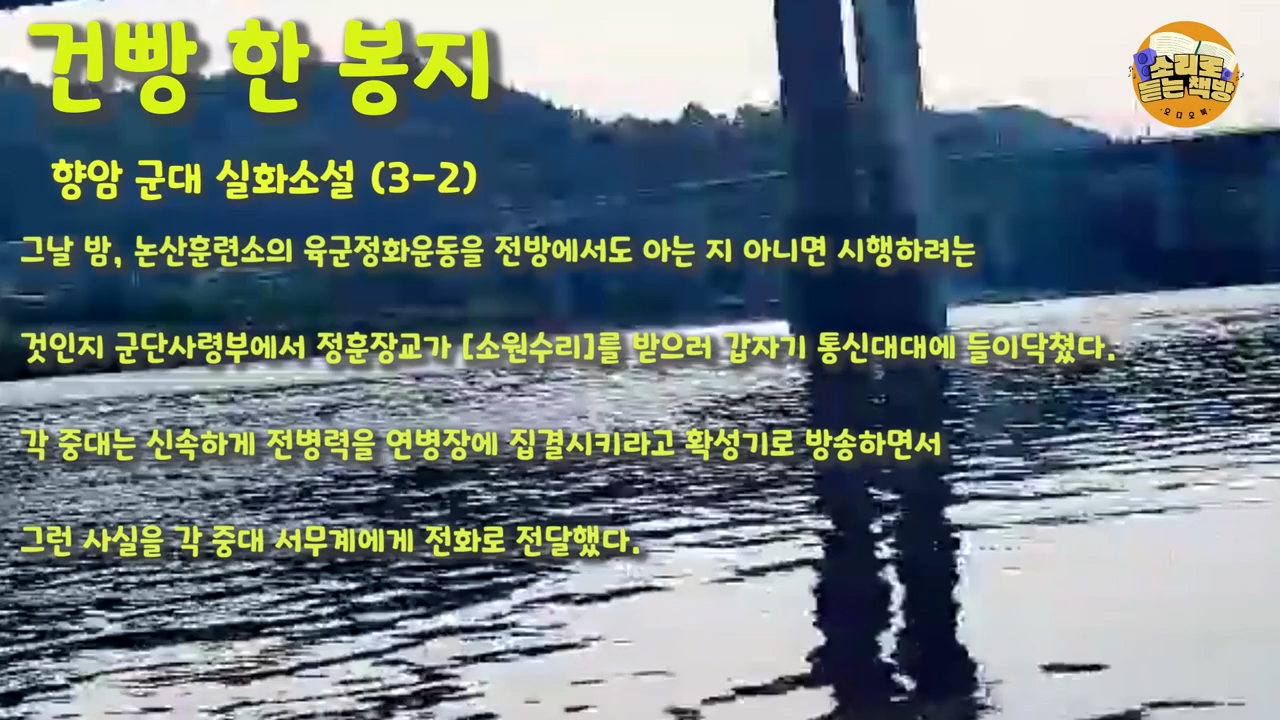 건빵 한 봉지
소리로
듣는 책방
·오디오북·
향암 군대 실화소설 (3-2)
그날 밤, 논산훈련소의 육군정화운동을 전방에서도 아는 지 아니면 시행하려는
것인지 군단사령부에서 정훈장교가 [소원수리]를 받으러 갑자기 통신대대에 들이닥쳤다.
각 중대는 신속하게 전병력을 연병장에 집결시키라고 확성기로 방송하면서
그런 사실을 각 중대 서무계에게 전화로 전달했다.